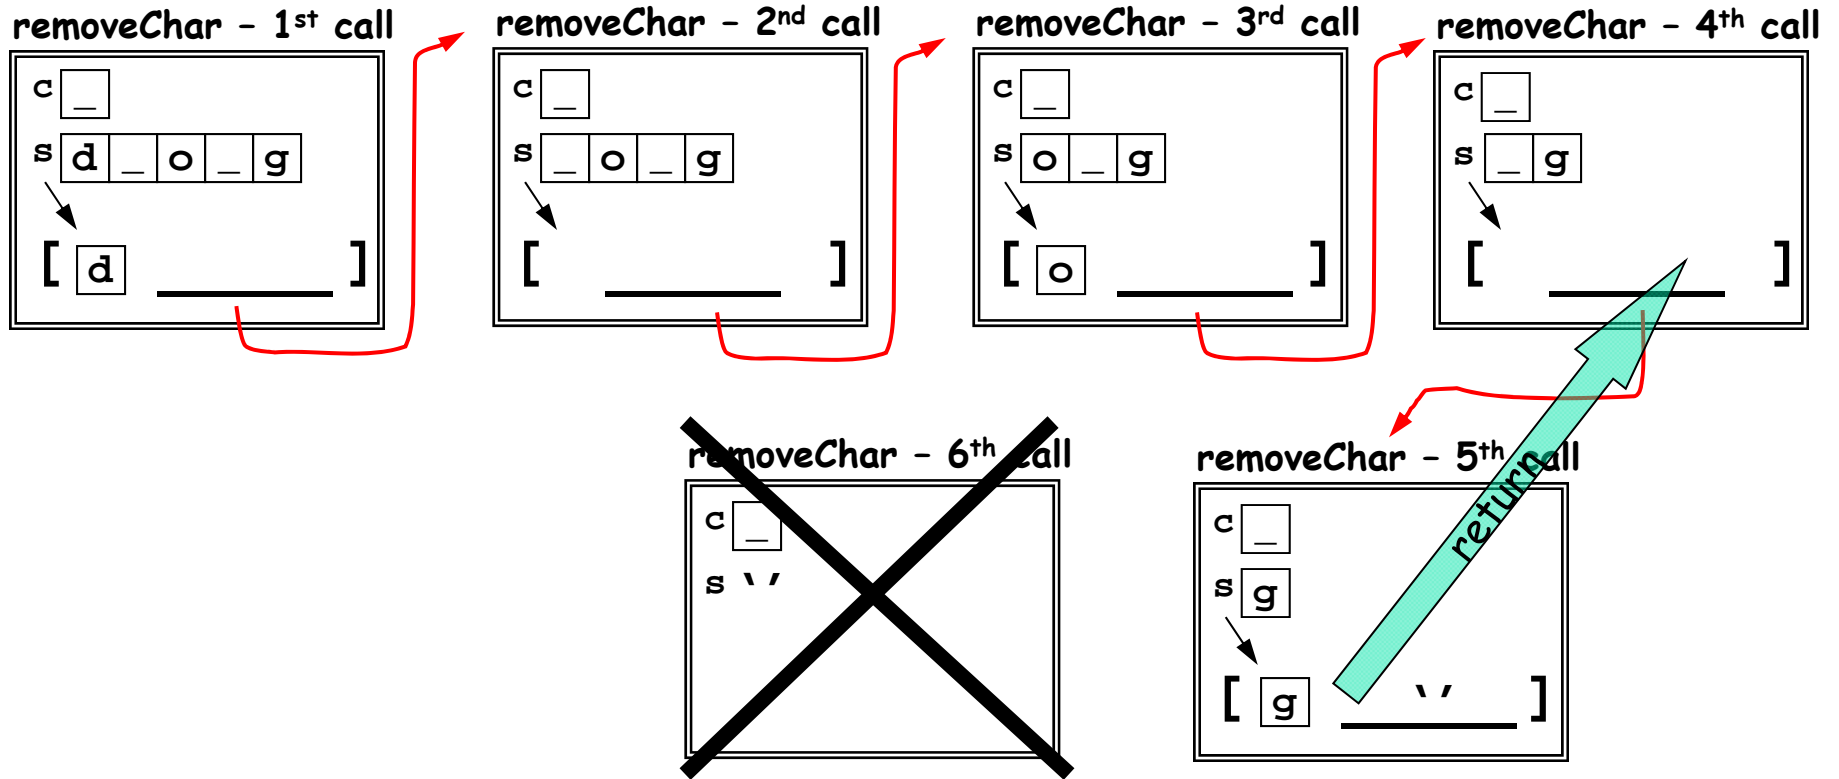 removeChar – 1st call
c _
s d _ o _ g
[ d ]
removeChar – 2nd call
c _
s _ o _ g
[ ]
removeChar – 3rd call
c _
s o _ g
[ o ]
removeChar – 4th call
c _
s _ g
[ ]
removeChar – 6th call
c _
s ‵′
removeChar – 5th call
c _
s g
[ g ‵′ ]
return